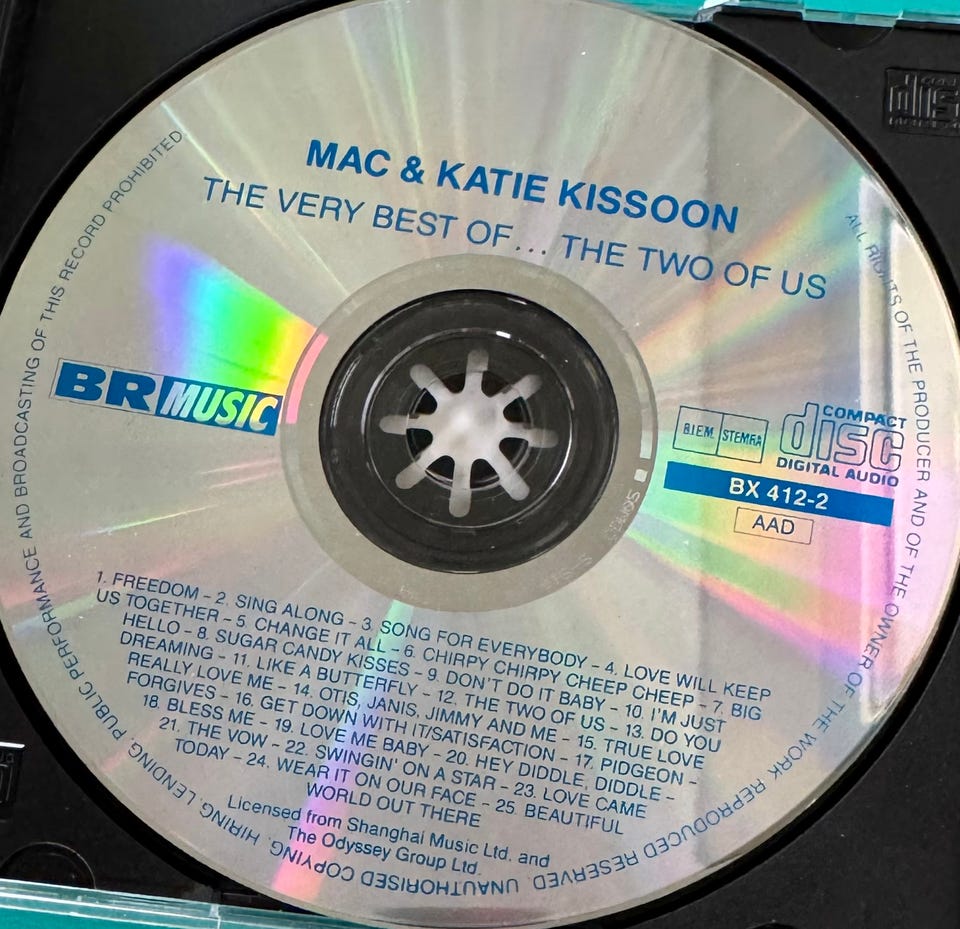 MAC & KATIE KISSOON
THE VERY BEST OF... THE TWO OF US
BR MUSIC
BIEM STEMRA
COMPACT
disc
DIGITAL AUDIO
BX 412-2
AAD
1. FREEDOM - 2. SING ALONG - 3. SONG FOR EVERYBODY - 4. LOVE WILL KEEP
US TOGETHER - 5. CHANGE IT ALL - 6. CHIRPY CHIRPY CHEEP CHEEP - 7. BIG
HELLO - 8. SUGAR CANDY KISSES - 9. DON'T DO IT BABY - 10. I'M JUST
DREAMING - 11. LIKE A BUTTERFLY - 12. THE TWO OF US - 13. DO YOU
REALLY LOVE ME - 14. OTIS, JANIS, JIMMY AND ME - 15. TRUE LOVE
FORGIVES - 16. GET DOWN WITH IT/SATISFACTION - 17. PIDGEON -
18. BLESS ME - 19. LOVE ME BABY - 20. HEY DIDDLE, DIDDLE -
21. THE VOW - 22. SWINGIN' ON A STAR - 23. LOVE CAME
TODAY - 24. WEAR IT ON OUR FACE - 25. BEAUTIFUL
WORLD OUT THERE
Licensed from Shanghai Music Ltd. and
The Odyssey Group Ltd.
ALL RIGHTS OF THE PRODUCER AND OF THE OWNER OF THE WORK REPRODUCED RESERVED UNAUTHORISED COPYING, HIRING, LENDING, PUBLIC PERFORMANCE AND BROADCASTING OF THIS RECORD PROHIBITED